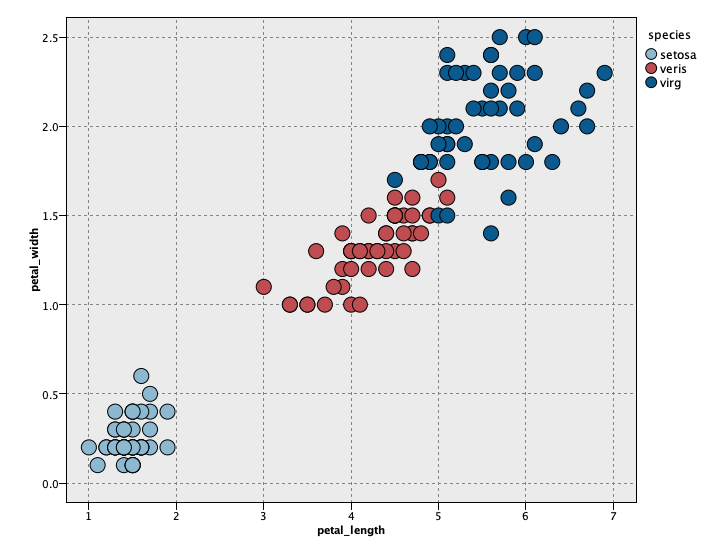 species
setosa
veris
virg
2.5
2.0
1.5
1.0
0.5
0.0
petal_width
1 2 3 4 5 6 7
petal_length